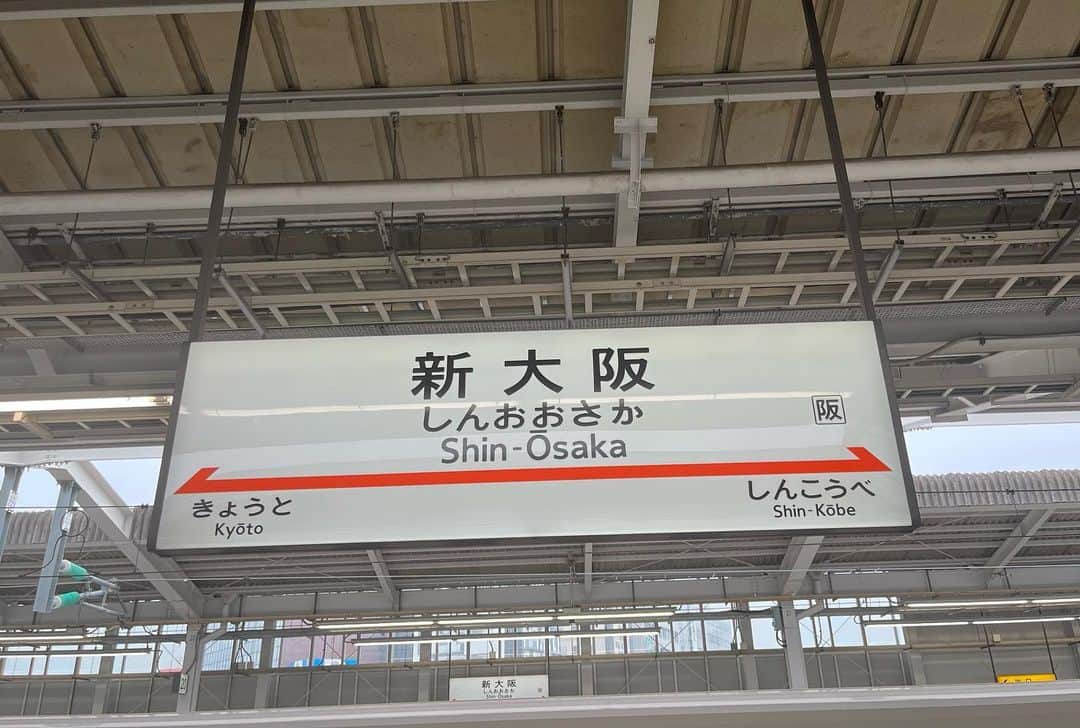 新大阪
しんおおさか
Shin-Ōsaka
阪
きょうと
Kyōto
しんこうべ
Shin-Kōbe
新大阪
しんおおさか
Shin-Osaka